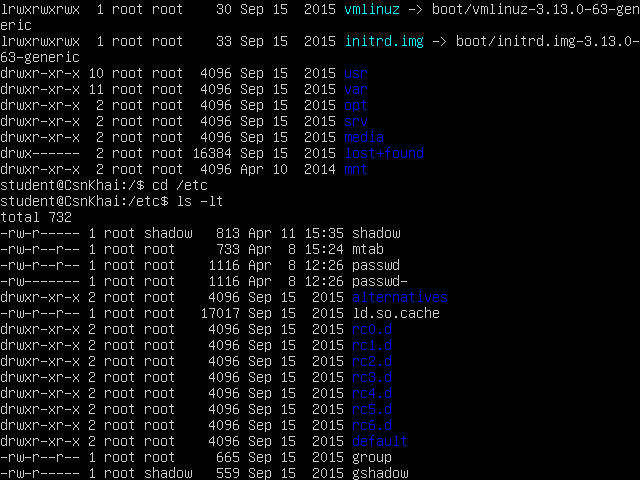 lrwxrwxrwx  1 root root    30 Sep 15  2015 vmlinuz -> boot/vmlinuz-3.13.0-63-gen
eric
lrwxrwxrwx  1 root root    33 Sep 15  2015 initrd.img -> boot/initrd.img-3.13.0-
63-generic
drwxr-xr-x 10 root root  4096 Sep 15  2015 usr
drwxr-xr-x 11 root root  4096 Sep 15  2015 var
drwxr-xr-x  2 root root  4096 Sep 15  2015 opt
drwxr-xr-x  2 root root  4096 Sep 15  2015 srv
drwxr-xr-x  2 root root  4096 Sep 15  2015 media
drwx------  2 root root 16384 Sep 15  2015 lost+found
drwxr-xr-x  2 root root  4096 Apr 10  2014 mnt
student@CsnKhai:/$ cd /etc
student@CsnKhai:/etc$ ls -lt
total 732
-rw-r----- 1 root shadow   813 Apr 11 15:35 shadow
-rw-r--r-- 1 root root     733 Apr  8 15:24 mtab
-rw-r--r-- 1 root root    1116 Apr  8 12:26 passwd
-rw------- 1 root root    1116 Apr  8 12:26 passwd-
drwxr-xr-x 2 root root    4096 Sep 15  2015 alternatives
-rw-r--r-- 1 root root   17017 Sep 15  2015 ld.so.cache
drwxr-xr-x 2 root root    4096 Sep 15  2015 rc0.d
drwxr-xr-x 2 root root    4096 Sep 15  2015 rc1.d
drwxr-xr-x 2 root root    4096 Sep 15  2015 rc2.d
drwxr-xr-x 2 root root    4096 Sep 15  2015 rc3.d
drwxr-xr-x 2 root root    4096 Sep 15  2015 rc4.d
drwxr-xr-x 2 root root    4096 Sep 15  2015 rc5.d
drwxr-xr-x 2 root root    4096 Sep 15  2015 rc6.d
drwxr-xr-x 2 root root    4096 Sep 15  2015 default
-rw-r--r-- 1 root root     665 Sep 15  2015 group
-rw-r----- 1 root shadow   559 Sep 15  2015 gshadow